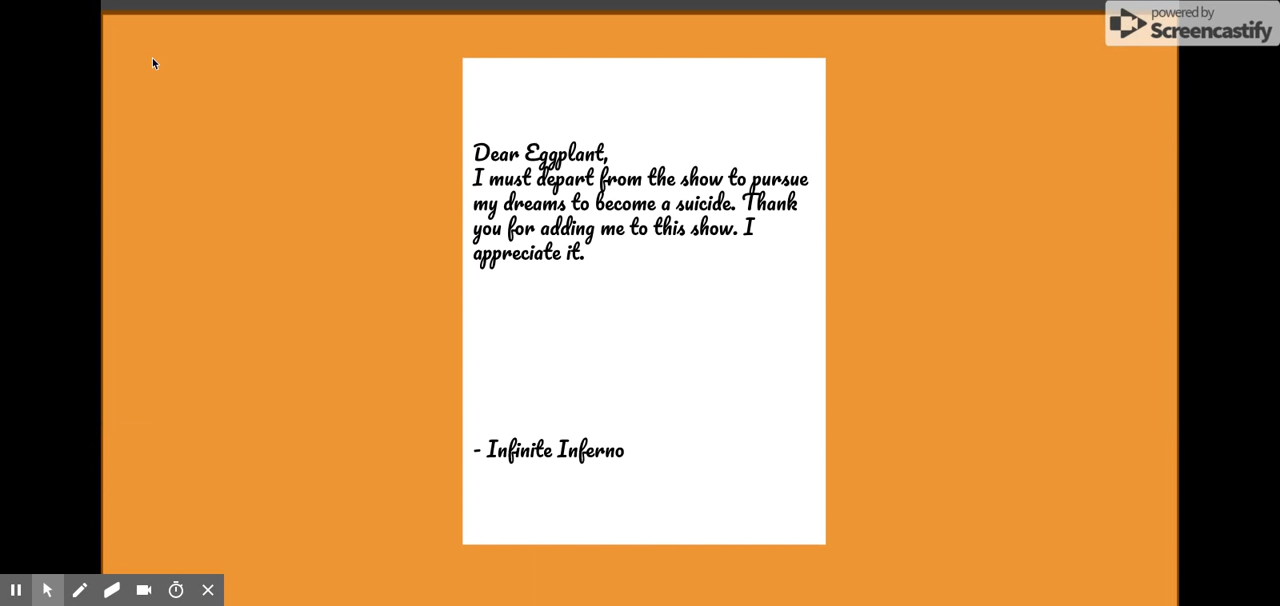 powered by
Screencastify
Dear Eggplant,
I must depart from the show to pursue
my dreams to become a suicide. Thank
you for adding me to this show. I
appreciate it.
- Infinite Inferno